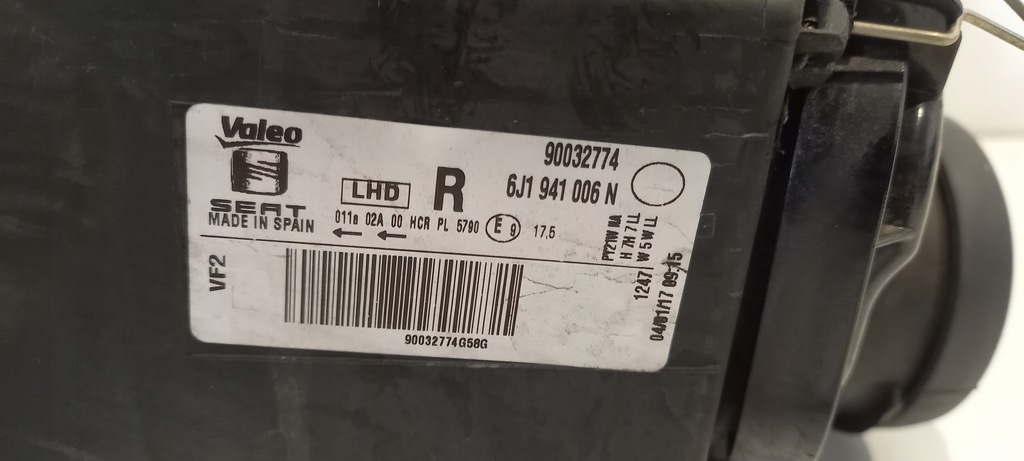 Valeo
SEAT
MADE IN SPAIN
LHD
R
90032774
6J1 941 006 N
011a 02A 00 HCR PL 5790 E 9 17.5
PY21W NA
H 7/H 7 LL
W 5 W LL
VF2
90032774G58G
1247
04/01/17 09:15